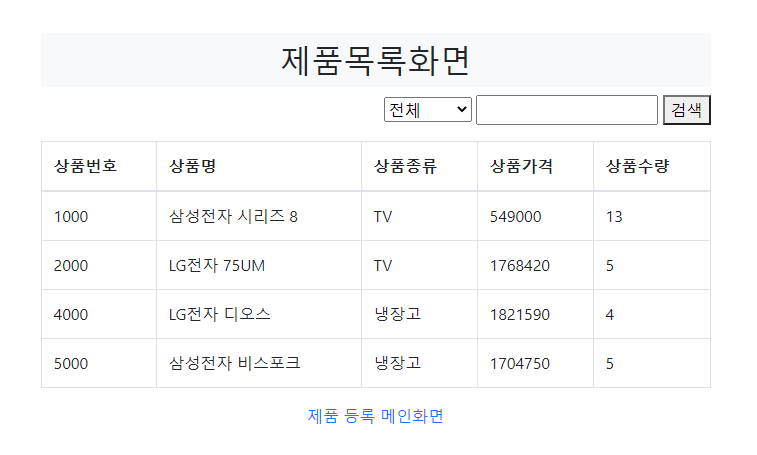 제품목록화면
전체 검색
상품번호 상품명 상품종류 상품가격 상품수량
1000 삼성전자 시리즈 8 TV 549000 13
2000 LG전자 75UM TV 1768420 5
4000 LG전자 디오스 냉장고 1821590 4
5000 삼성전자 비스포크 냉장고 1704750 5
제품 등록 메인화면